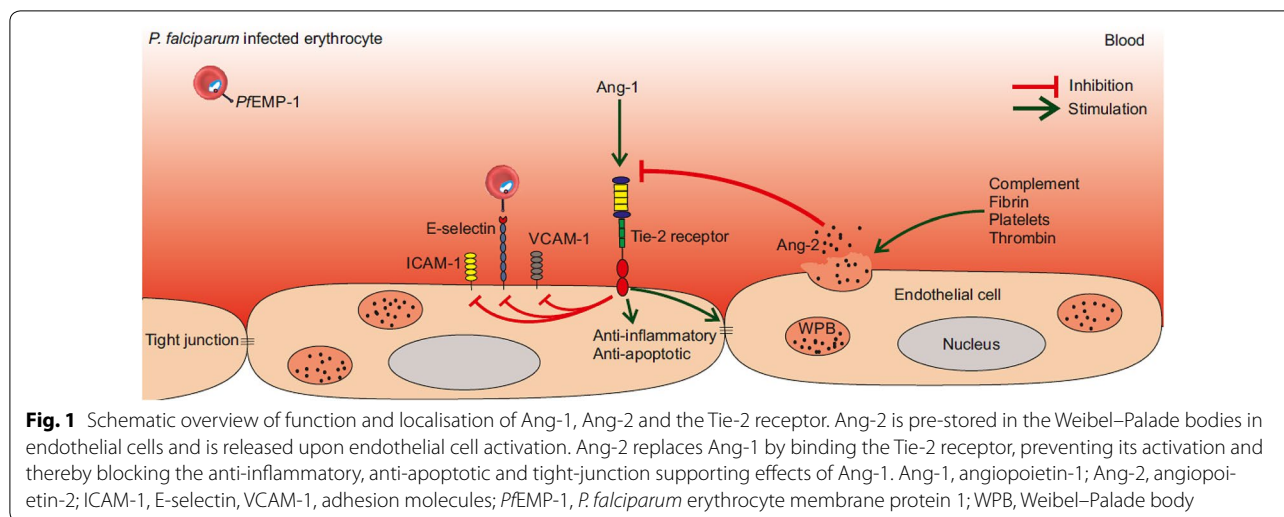 P. falciparum infected erythrocyte
Blood
PfEMP-1
Ang-1
Inhibition
Stimulation
Complement
Fibrin
Platelets
Thrombin
E-selectin
VCAM-1
Tie-2 receptor
Ang-2
ICAM-1
Endothelial cell
Tight junction
Anti-inflammatory
Anti-apoptotic
WPB
Nucleus
Fig. 1 Schematic overview of function and localisation of Ang-1, Ang-2 and the Tie-2 receptor. Ang-2 is pre-stored in the Weibel–Palade bodies in
endothelial cells and is released upon endothelial cell activation. Ang-2 replaces Ang-1 by binding the Tie-2 receptor, preventing its activation and
thereby blocking the anti-inflammatory, anti-apoptotic and tight-junction supporting effects of Ang-1. Ang-1, angiopoietin-1; Ang-2, angiopoi-
etin-2; ICAM-1, E-selectin, VCAM-1, adhesion molecules; PfEMP-1, P. falciparum erythrocyte membrane protein 1; WPB, Weibel–Palade body